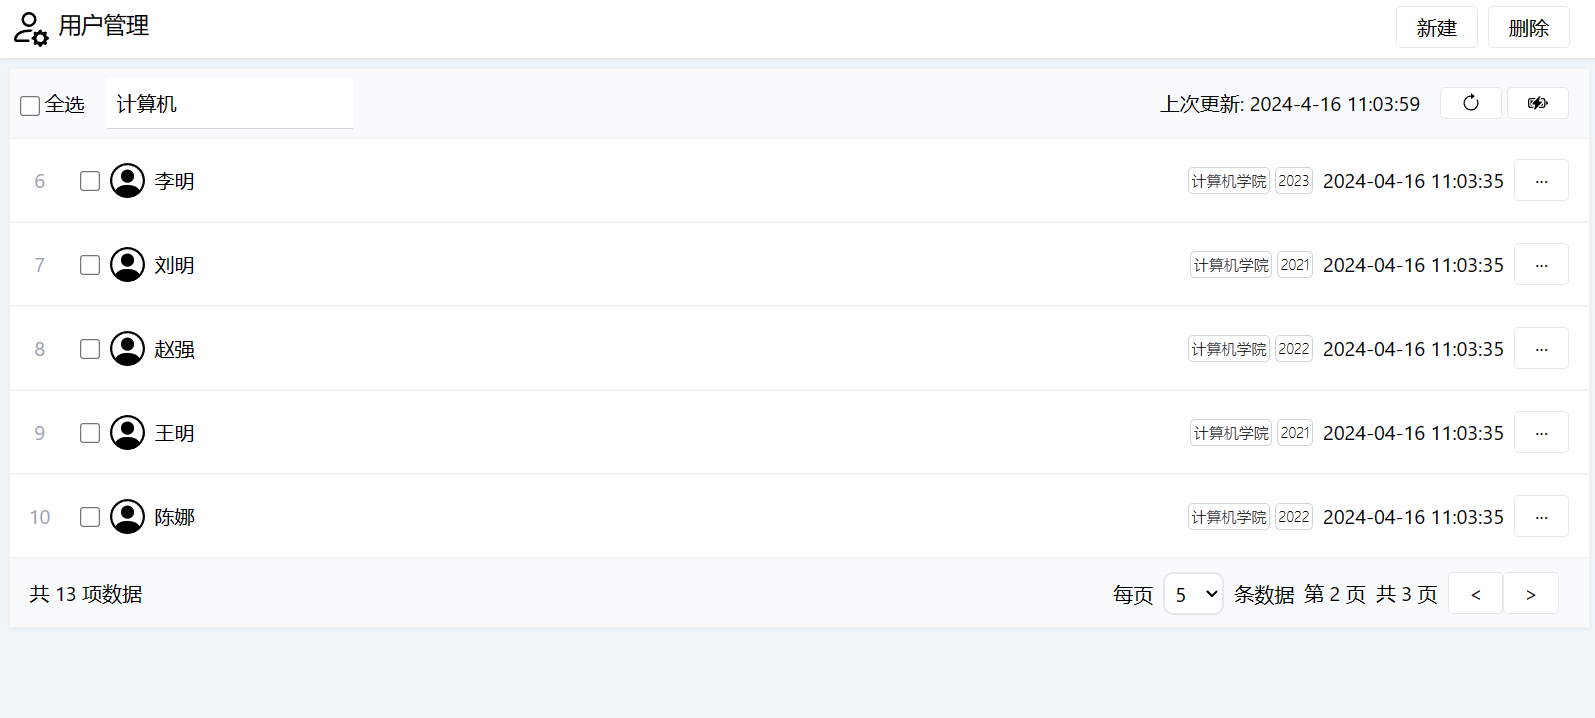 用户管理 新建 删除
全选 计算机 上次更新: 2024-4-16 11:03:59
6 李明 计算机学院 2023 2024-04-16 11:03:35 ...
7 刘明 计算机学院 2021 2024-04-16 11:03:35 ...
8 赵强 计算机学院 2022 2024-04-16 11:03:35 ...
9 王明 计算机学院 2021 2024-04-16 11:03:35 ...
10 陈娜 计算机学院 2022 2024-04-16 11:03:35 ...
共 13 项数据 每页 5 条数据 第 2 页 共 3 页 < >